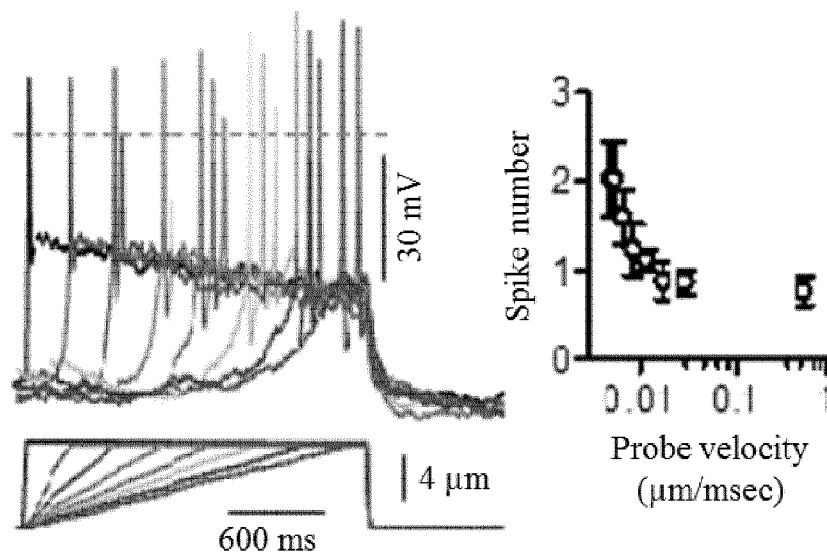 30 mV
4 µm
600 ms
Spike number
3
2
1
0
0.01
0.1
1
Probe velocity
(µm/msec)